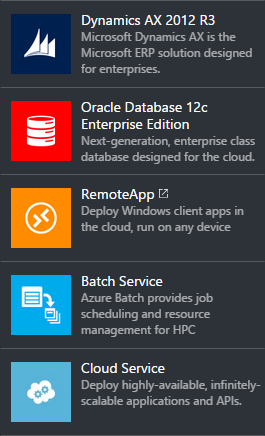 Dynamics AX 2012 R3
Microsoft Dynamics AX is the
Microsoft ERP solution designed
for enterprises.
Oracle Database 12c
Enterprise Edition
Next-generation, enterprise class
database designed for the cloud.
RemoteApp
Deploy Windows client apps in
the cloud, run on any device
Batch Service
Azure Batch provides job
scheduling and resource
management for HPC
Cloud Service
Deploy highly-available, infinitely-
scalable applications and APIs.